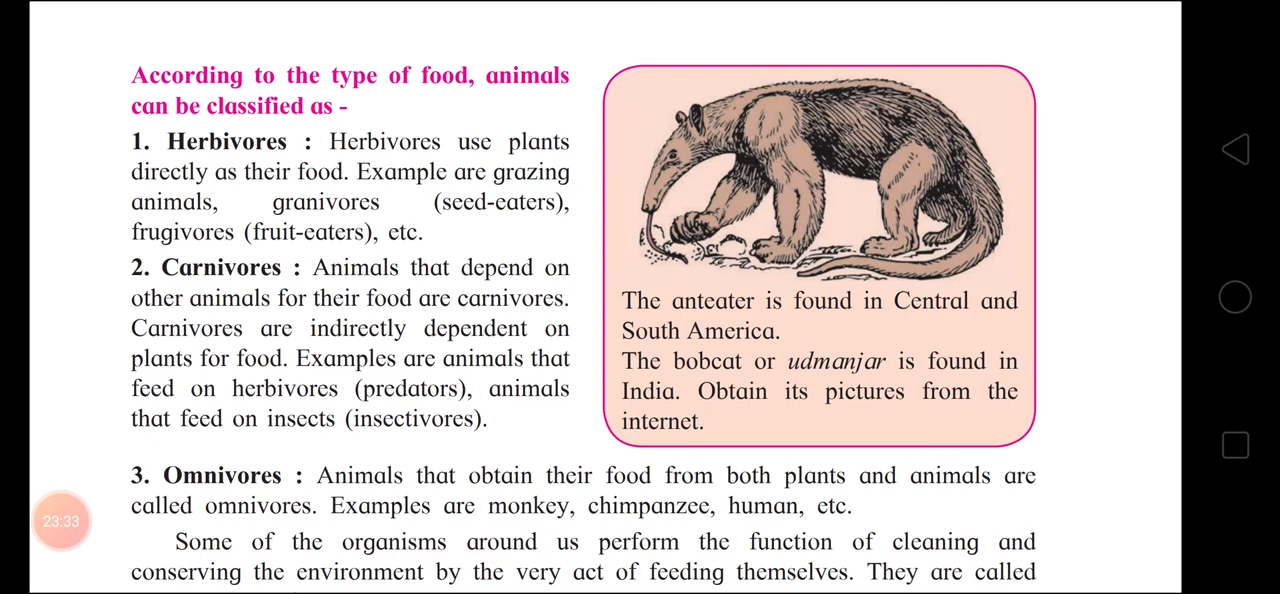 According to the type of food, animals
can be classified as -
1. Herbivores : Herbivores use plants
directly as their food. Example are grazing
animals, granivores (seed-eaters),
frugivores (fruit-eaters), etc.
2. Carnivores : Animals that depend on
other animals for their food are carnivores.
Carnivores are indirectly dependent on
plants for food. Examples are animals that
feed on herbivores (predators), animals
that feed on insects (insectivores).
The anteater is found in Central and
South America.
The bobcat or udmanjar is found in
India. Obtain its pictures from the
internet.
3. Omnivores : Animals that obtain their food from both plants and animals are
called omnivores. Examples are monkey, chimpanzee, human, etc.
23:33
Some of the organisms around us perform the function of cleaning and
conserving the environment by the very act of feeding themselves. They are called